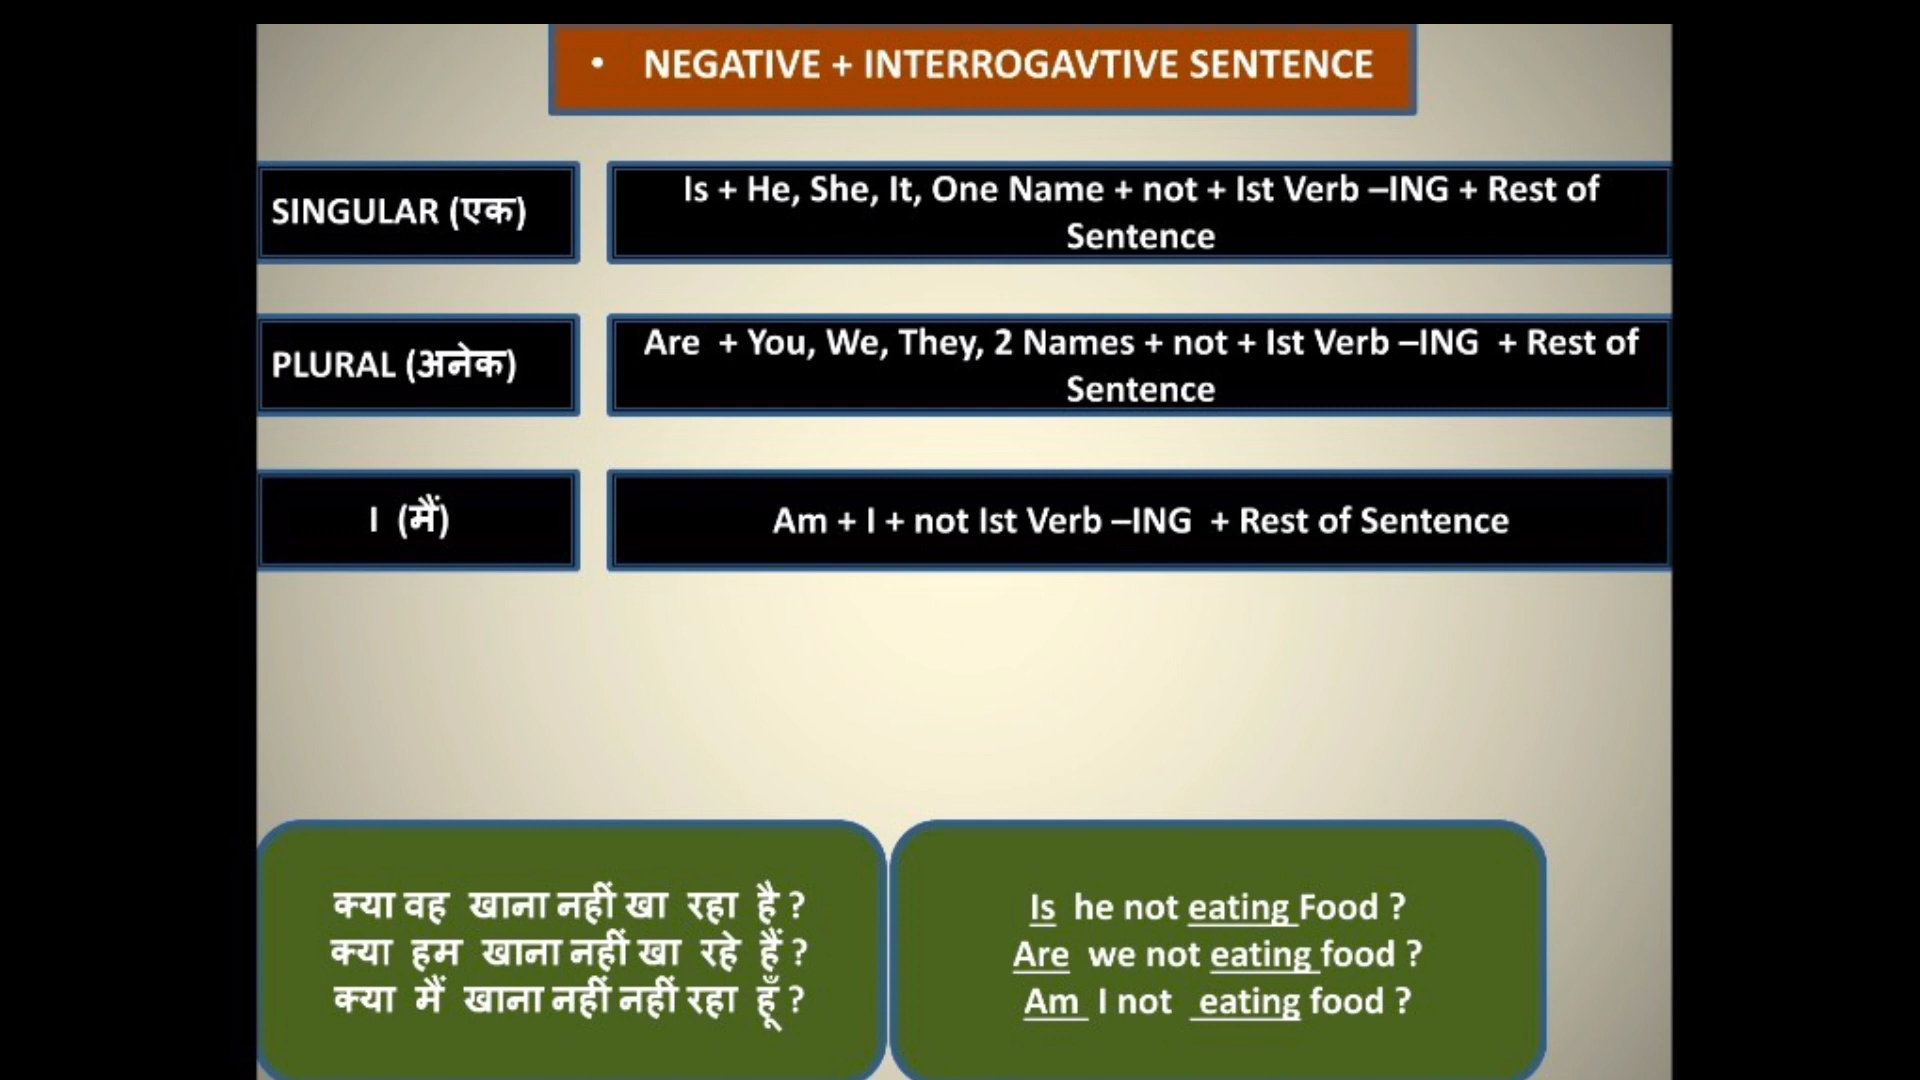 • NEGATIVE + INTERROGAVTIVE SENTENCE
SINGULAR (एक)
Is + He, She, It, One Name + not + Ist Verb –ING + Rest of
Sentence
PLURAL (अनेक)
Are + You, We, They, 2 Names + not + Ist Verb –ING + Rest of
Sentence
I (मैं)
Am + I + not Ist Verb –ING + Rest of Sentence
क्या वह खाना नहीं खा रहा है ?
क्या हम खाना नहीं खा रहे हैं ?
क्या मैं खाना नहीं नहीं रहा हूँ ?
Is he not eating Food ?
Are we not eating food ?
Am I not eating food ?